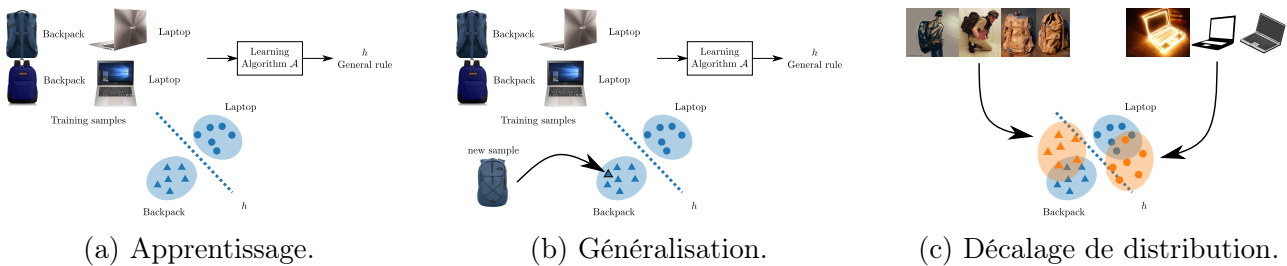 Backpack
Laptop
Backpack
Laptop
Training samples
Learning
Algorithm A
h
General rule
Laptop
Backpack
h
(a) Apprentissage.
Backpack
Laptop
Backpack
Laptop
Training samples
Learning
Algorithm A
h
General rule
Laptop
new sample
Backpack
h
(b) Généralisation.
Laptop
Backpack
h
(c) Décalage de distribution.